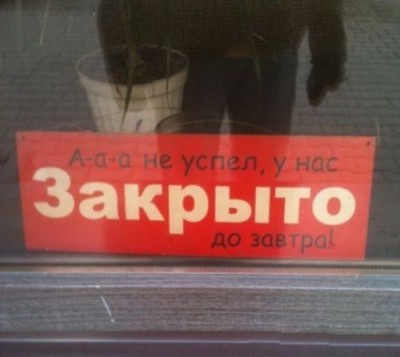 А-а-а не успел, у нас
Закрыто
до завтра!